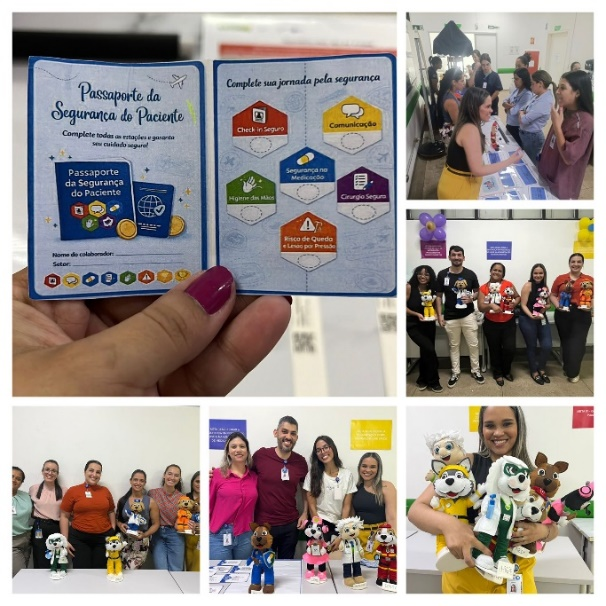 Passaporte da
Segurança do Paciente
Complete todas as estações e garanta
seu cuidado seguro!
Passaporte
da Segurança
do Paciente
Nome do colaborador:
Setor:
Complete sua jornada pela segurança
Check in Seguro
Comunicação
Segurança na
Medicação
Higiene das Mãos
Cirurgia Segura
Risco de Queda
e Lesão por Pressão